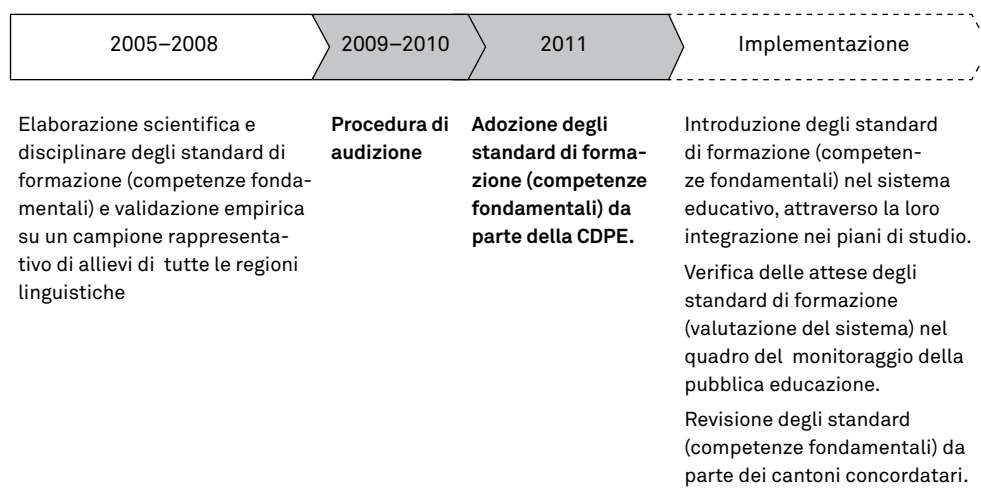 2005–2008
2009–2010
2011
Implementazione
Elaborazione scientifica e
disciplinare degli standard di
formazione (competenze fonda-
mentali) e validazione empirica
su un campione rappresenta-
tivo di allievi di tutte le regioni
linguistiche
Procedura di
audizione
Adozione degli
standard di forma-
zione (competenze
fondamentali) da
parte della CDPE.
Introduzione degli standard
di formazione (competen-
ze fondamentali) nel sistema
educativo, attraverso la loro
integrazione nei piani di studio.
Verifica delle attese degli
standard di formazione
(valutazione del sistema) nel
quadro del monitoraggio della
pubblica educazione.
Revisione degli standard
(competenze fondamentali) da
parte dei cantoni concordatari.